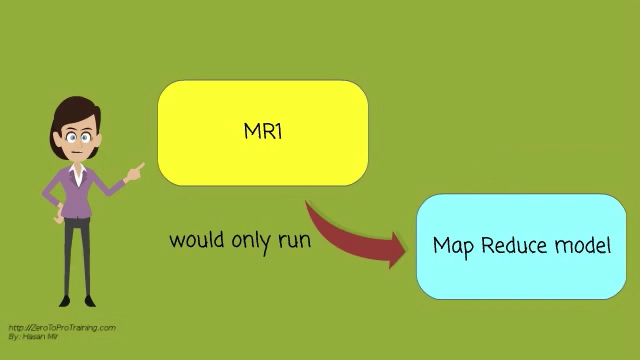 MR1
would only run
Map Reduce model
http://ZeroToProTraining.com
By: Hasan Mir